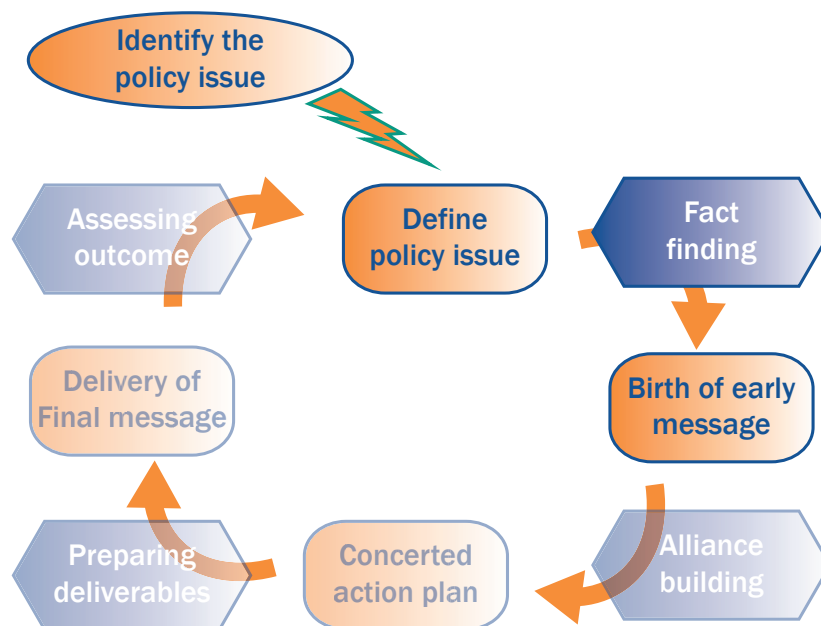 Identify the
policy issue
Define
policy issue
Fact
finding
Birth of early
message
Alliance
building
Concerted
action plan
Preparing
deliverables
Delivery of
Final message
Assessing
outcome